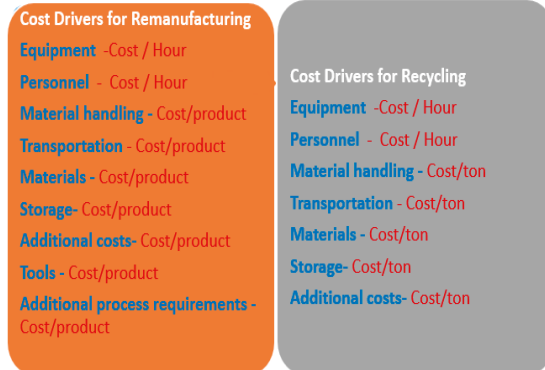 Cost Drivers for Remanufacturing
Equipment -Cost / Hour
Personnel - Cost / Hour
Material handling - Cost/product
Transportation - Cost/product
Materials - Cost/product
Storage- Cost/product
Additional costs- Cost/product
Tools - Cost/product
Additional process requirements -
Cost/product
Cost Drivers for Recycling
Equipment -Cost / Hour
Personnel - Cost / Hour
Material handling - Cost/ton
Transportation - Cost/ton
Materials - Cost/ton
Storage- Cost/ton
Additional costs- Cost/ton